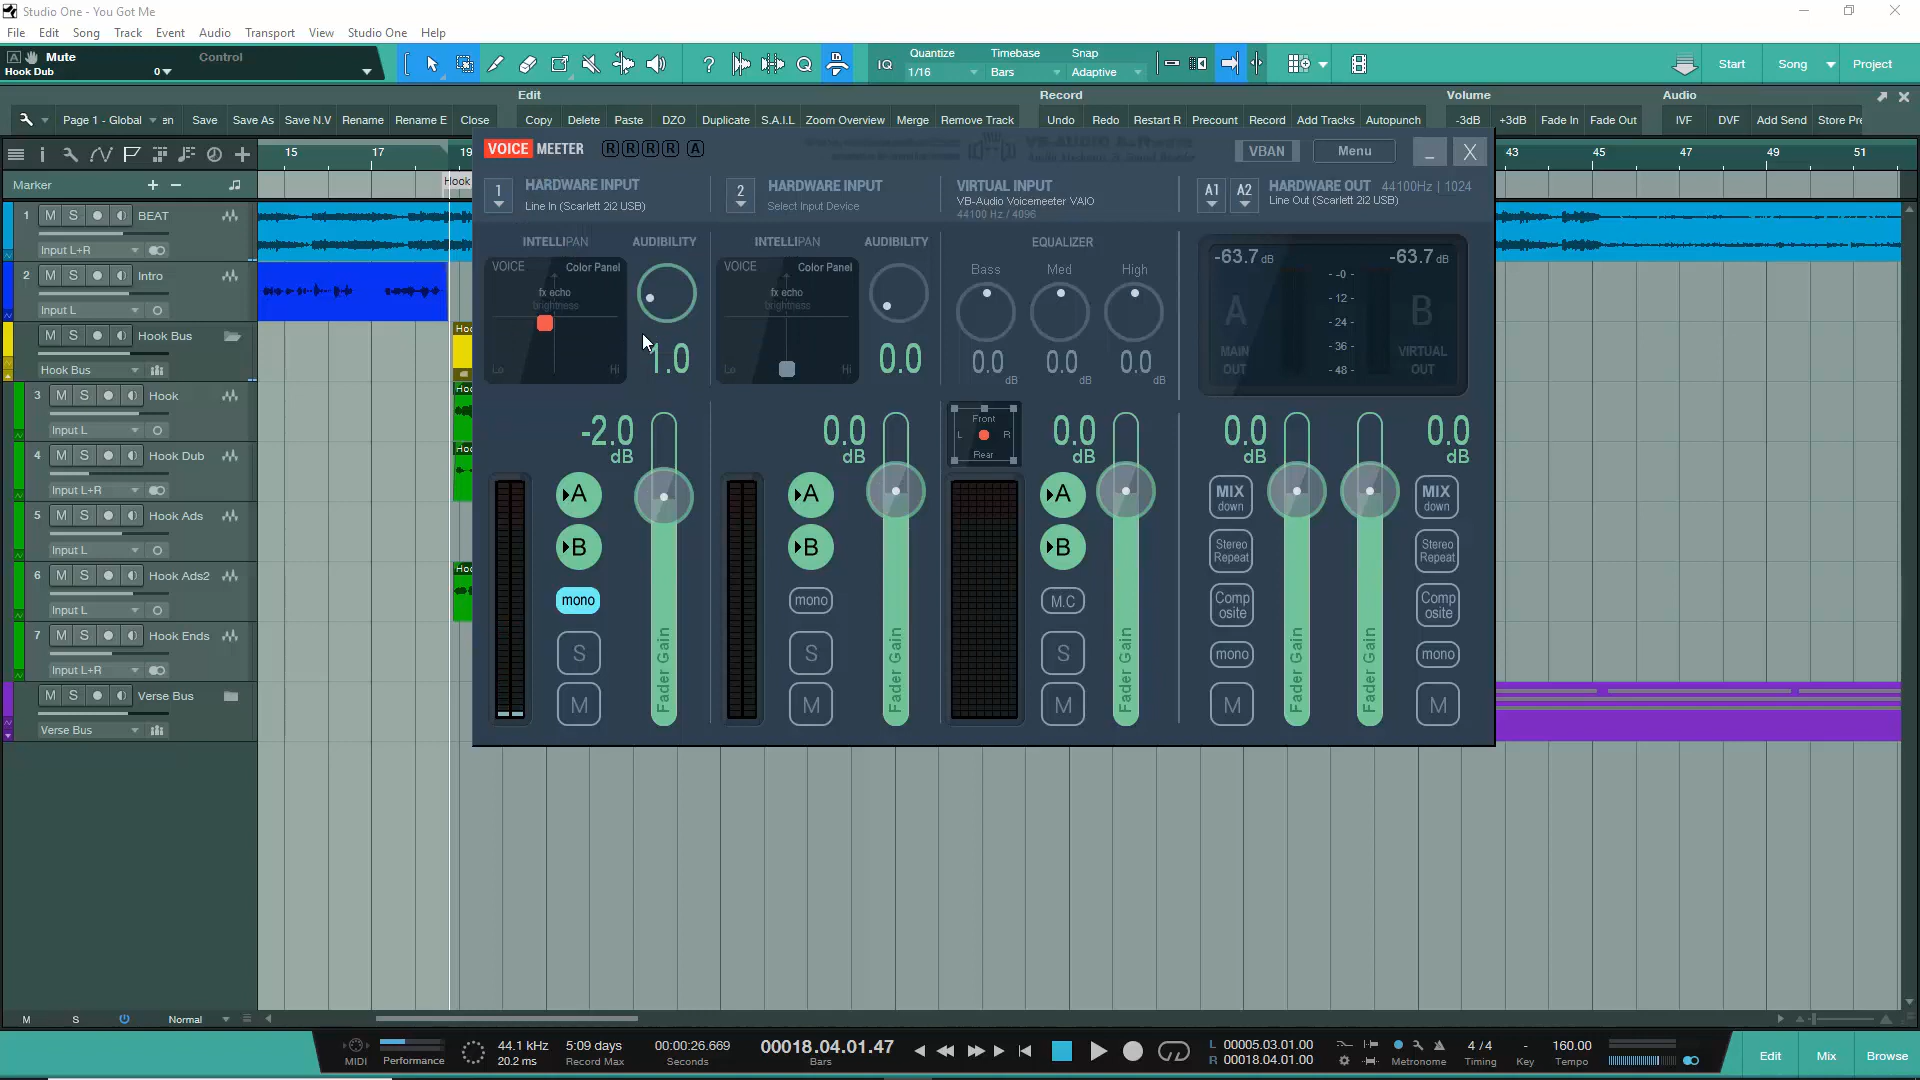 Studio One - You Got Me
File Edit Song Track Event Audio Transport View Studio One Help
Mute Control
Hook Dub 0
IQ Quantize Timebase Snap
1/16 Bars Adaptive
Start Song Project
Edit Record Volume Audio
Page 1 - Global en Save Save As Save N.V Rename Rename E Close Copy Delete Paste DZO Duplicate S.A.I.L Zoom Overview Merge Remove Track Undo Redo Restart R Precount Record Add Tracks Autopunch -3dB +3dB Fade In Fade Out IVF DVF Add Send Store Pre
15 17 19 43 45 47 49 51
Marker
Hook
VOICE MEETER R R R R A
VBAN Menu _ X
1 HARDWARE INPUT
Line In (Scarlett 2i2 USB)
2 HARDWARE INPUT
Select Input Device
VIRTUAL INPUT
VB-Audio Voicemeeter VAIO
44100 Hz / 4096
A1 A2 HARDWARE OUT 44100Hz | 1024
Line Out (Scarlett 2i2 USB)
INTELLIPAN AUDIBILITY INTELLIPAN AUDIBILITY EQUALIZER
VOICE Color Panel
fx echo
brightness
Lo Hi
1.0
VOICE Color Panel
fx echo
brightness
Lo Hi
0.0
Bass Med High
0.0 dB 0.0 dB 0.0 dB
-63.7 dB -63.7 dB
- -0 -
- -12 -
- -24 -
- -36 -
- -48 -
A B
MAIN OUT
VIRTUAL OUT
-2.0 dB
A
B
mono
S
M
Fader Gain
0.0 dB
A
B
mono
S
M
Fader Gain
Front
L R
Rear
0.0 dB
A
B
M.C
S
M
Fader Gain
0.0 dB
MIX down
Stereo Repeat
Composite
mono
M
Fader Gain
0.0 dB
MIX down
Stereo Repeat
Composite
mono
M
Fader Gain
1 M S BEAT
Input L+R
2 M S Intro
Input L
M S Hook Bus
Hook Bus
3 M S Hook
Input L
4 M S Hook Dub
Input L+R
5 M S Hook Ads
Input L
6 M S Hook Ads2
Input L
7 M S Hook Ends
Input L+R
M S Verse Bus
Verse Bus
Hoo
Hoo
Hoo
Hoo
M S Normal
MIDI Performance
44.1 kHz
20.2 ms
5:09 days
Record Max
00:00:26.669
Seconds
00018.04.01.47
Bars
L 00005.03.01.00
R 00018.04.01.00
Metronome
4 / 4
Timing
-
Key
160.00
Tempo
Edit Mix Browse